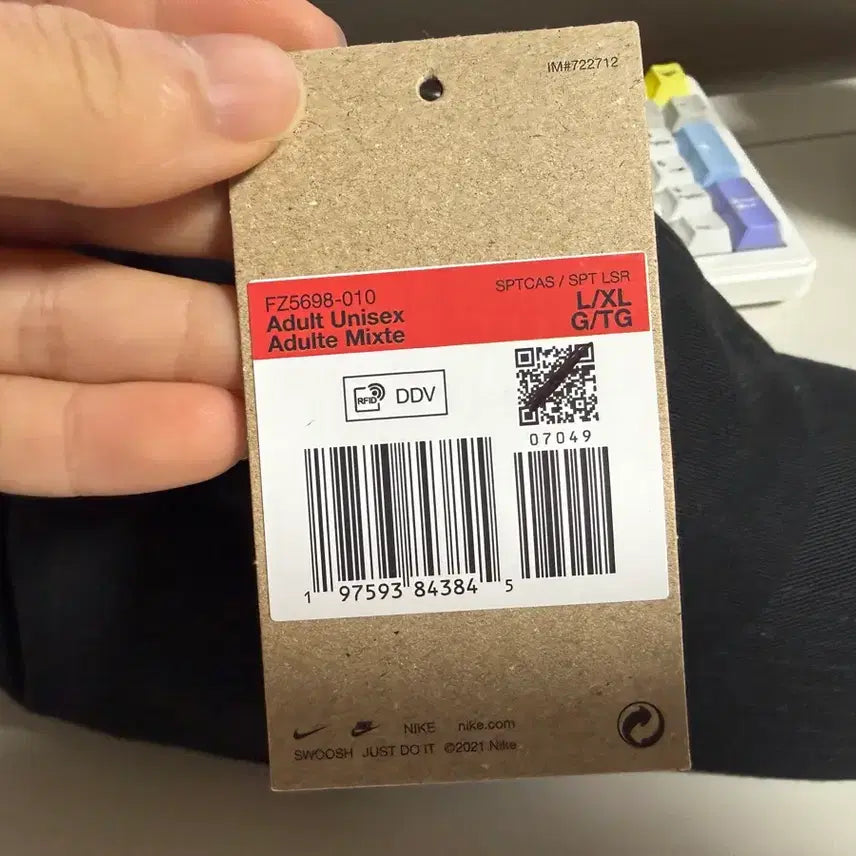 IM#722712
FZ5698-010
SPTCAS / SPT LSR
Adult Unisex
L/XL
Adulte Mixte
G/TG
RFID DDV
07049
1 97593 84384 5
NIKE nike.com
SWOOSH JUST DO IT ©2021 Nike